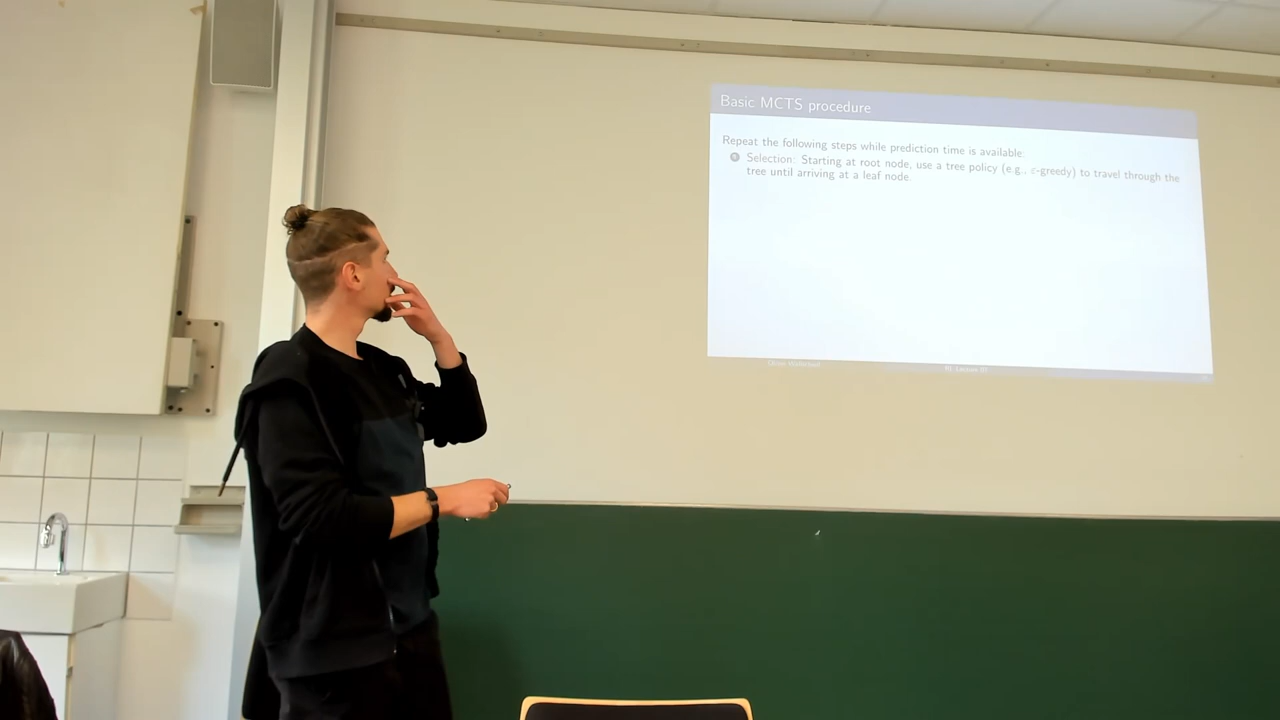 Basic MCTS procedure
Repeat the following steps while prediction time is available:
Selection: Starting at root node, use a tree policy (e.g., ε-greedy) to travel through the
tree until arriving at a leaf node.